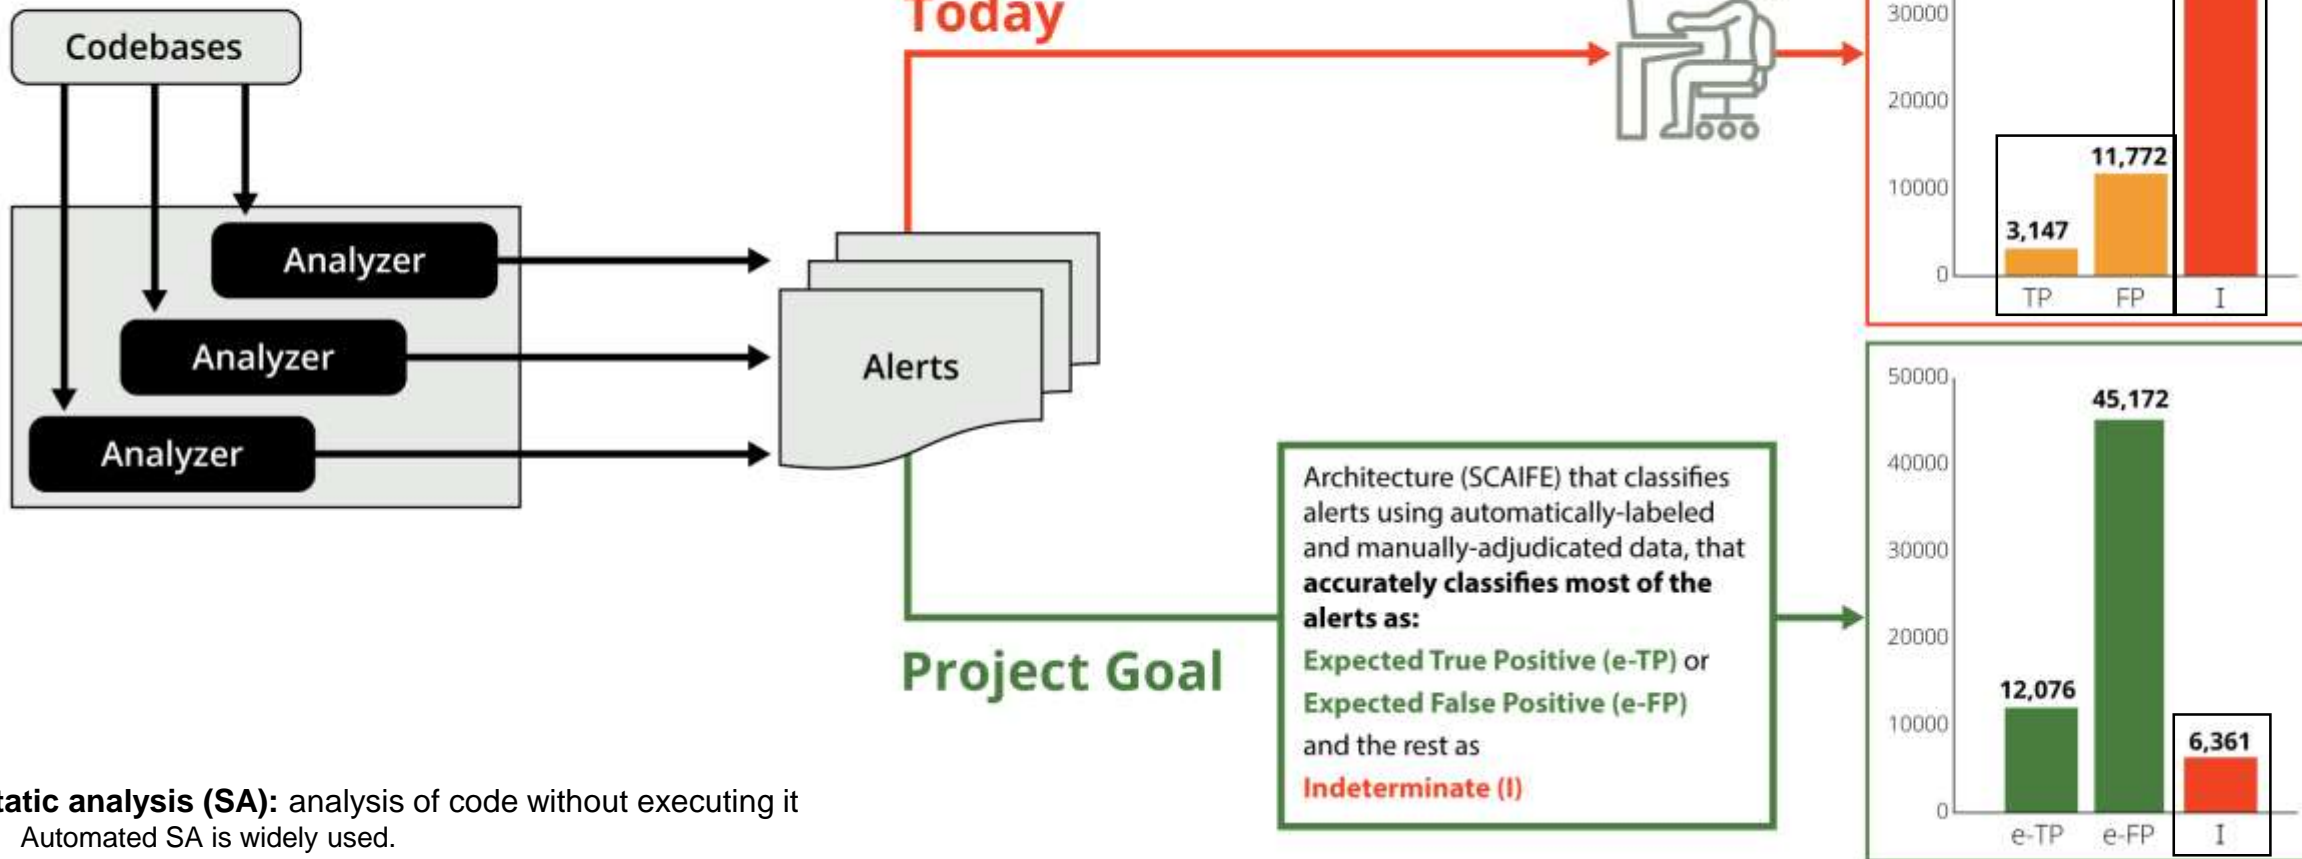 Codebases
Analyzer
Analyzer
Analyzer
Alerts
Today
30000
20000
10000
0
3,147
11,772
TP
FP
I
Project Goal
Architecture (SCAIFE) that classifies
alerts using automatically-labeled
and manually-adjudicated data, that
accurately classifies most of the
alerts as:
Expected True Positive (e-TP) or
Expected False Positive (e-FP)
and the rest as
Indeterminate (I)
50000
40000
30000
20000
10000
0
12,076
45,172
6,361
e-TP
e-FP
I
tatic analysis (SA): analysis of code without executing it
Automated SA is widely used.